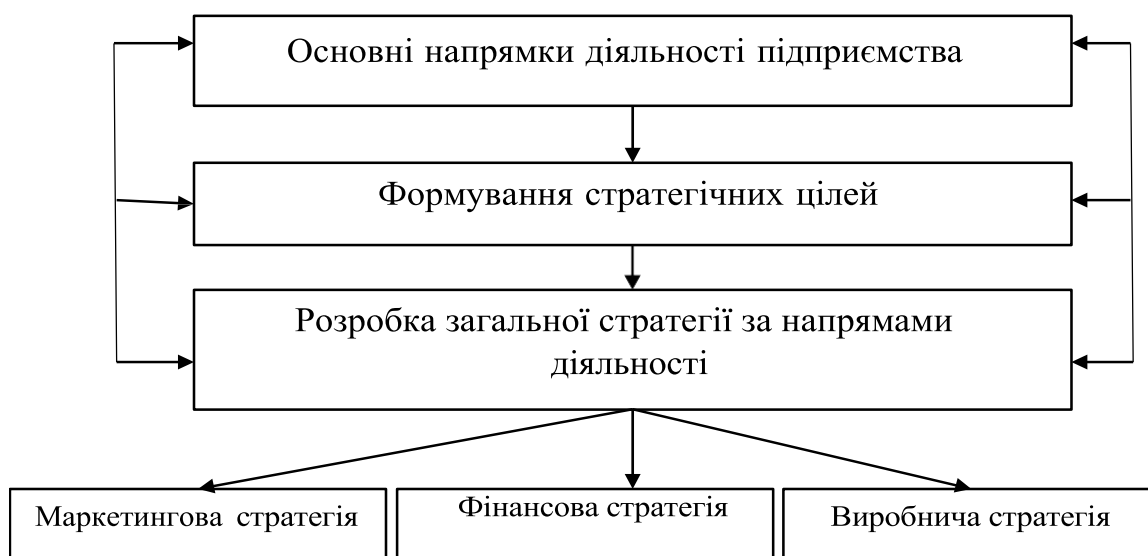 Основні напрямки діяльності підприємства
Формування стратегічних цілей
Розробка загальної стратегії за напрямами
діяльності
Маркетингова стратегія
Фінансова стратегія
Виробнича стратегія